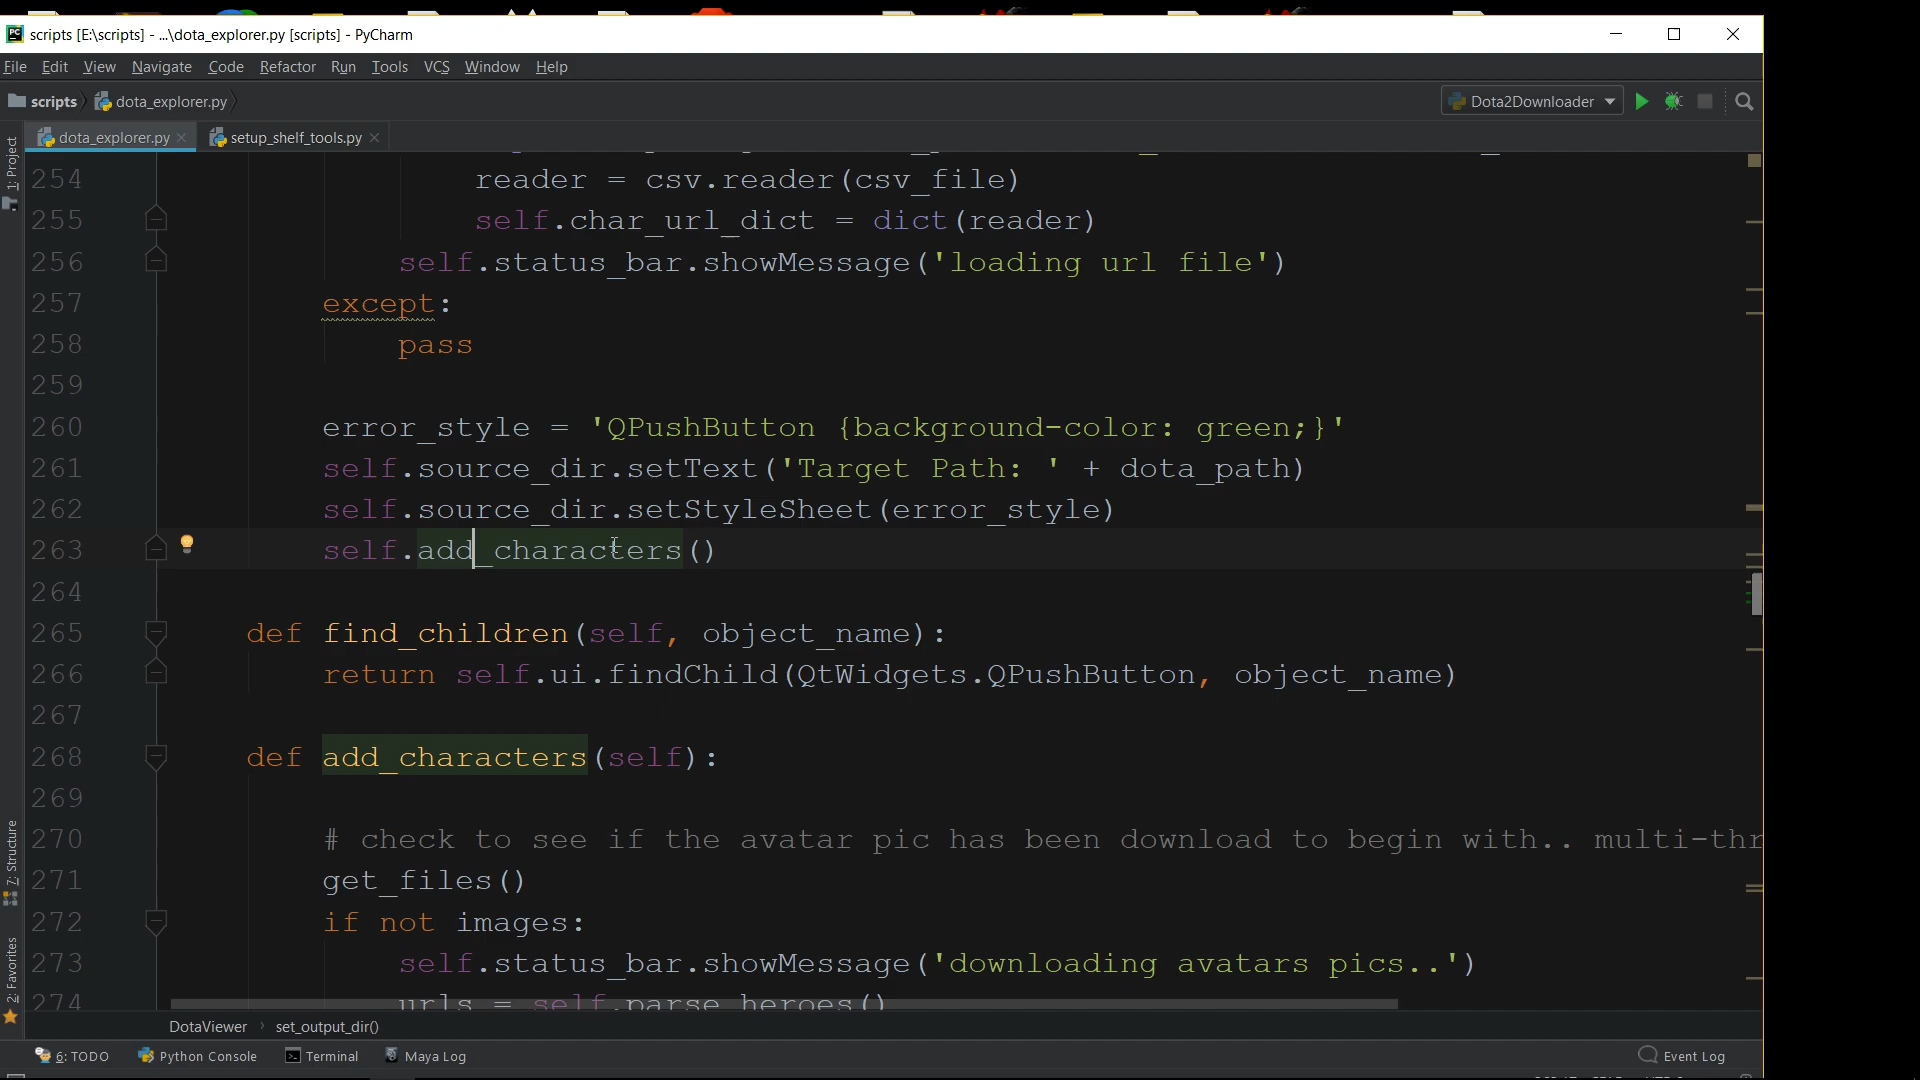 scripts [E:\scripts] - ...\dota_explorer.py [scripts] - PyCharm
File Edit View Navigate Code Refactor Run Tools VCS Window Help
scripts dota_explorer.py Dota2Downloader
dota_explorer.py setup_shelf_tools.py
1: Project
254 reader = csv.reader(csv_file)
255 self.char_url_dict = dict(reader)
256 self.status_bar.showMessage('loading url file')
257 except:
258 pass
259
260 error_style = 'QPushButton {background-color: green;}'
261 self.source_dir.setText('Target Path: ' + dota_path)
262 self.source_dir.setStyleSheet(error_style)
263 self.add_characters()
264
265 def find_children(self, object_name):
266 return self.ui.findChild(QtWidgets.QPushButton, object_name)
267
268 def add_characters(self):
269
270 # check to see if the avatar pic has been download to begin with.. multi-thr
271 get_files()
272 if not images:
273 self.status_bar.showMessage('downloading avatars pics..')
274 urls = self.parse_heroes()
7: Structure
2: Favorites
DotaViewer set_output_dir()
6: TODO Python Console Terminal Maya Log Event Log